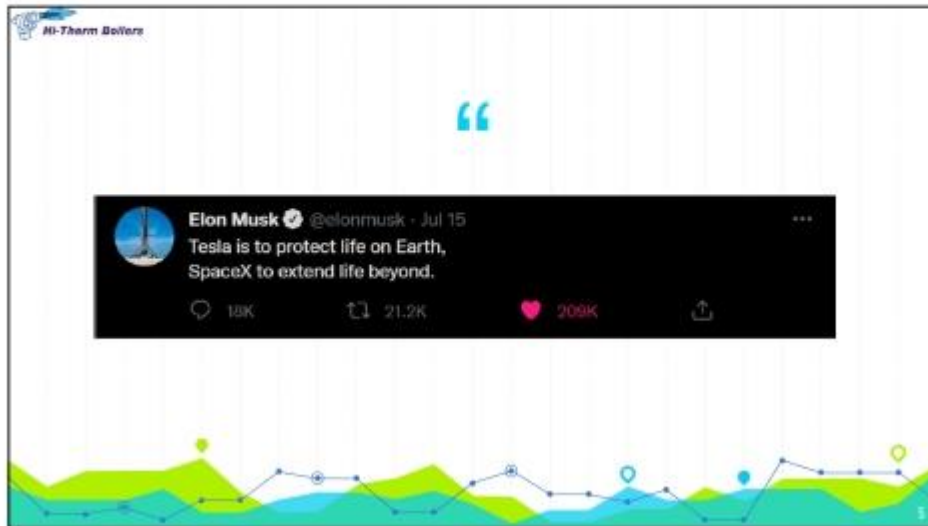 Hi-Therm Boilers
“
Elon Musk @elonmusk · Jul 15
Tesla is to protect life on Earth,
SpaceX to extend life beyond.
18K 21.2K 209K